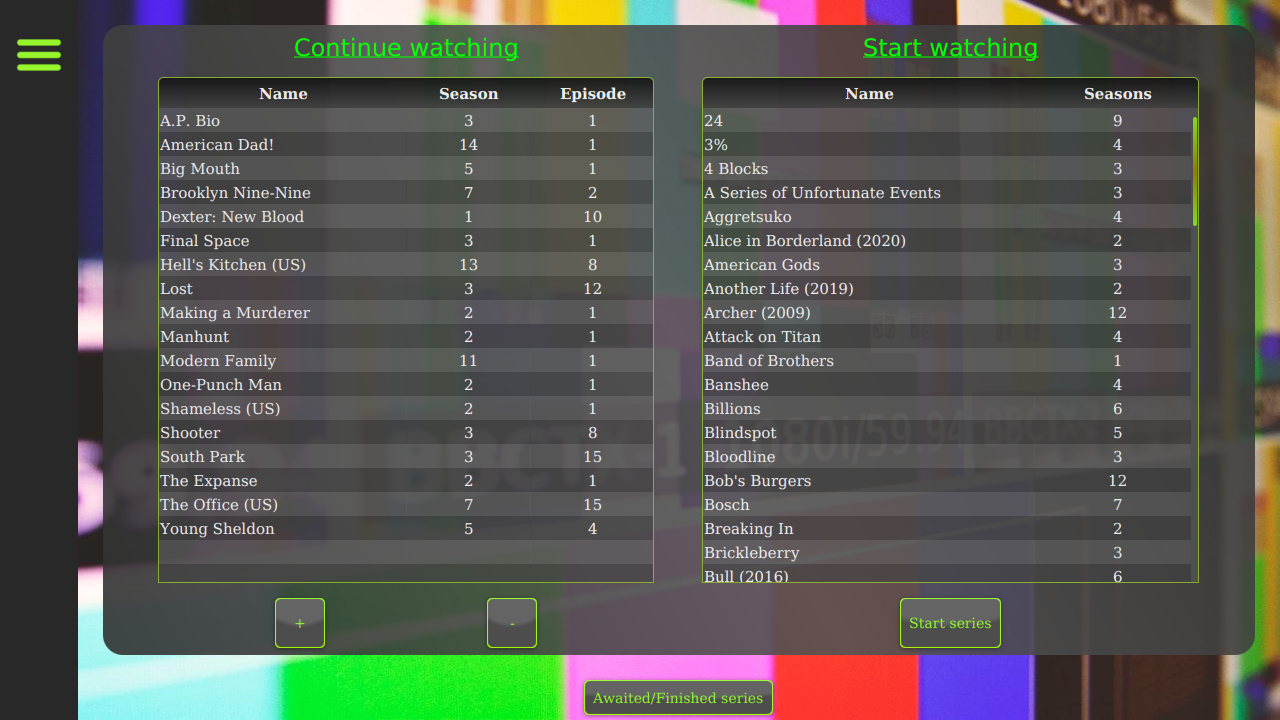 Continue watching
Name Season Episode
A.P. Bio 3 1
American Dad! 14 1
Big Mouth 5 1
Brooklyn Nine-Nine 7 2
Dexter: New Blood 1 10
Final Space 3 1
Hell's Kitchen (US) 13 8
Lost 3 12
Making a Murderer 2 1
Manhunt 2 1
Modern Family 11 1
One-Punch Man 2 1
Shameless (US) 2 1
Shooter 3 8
South Park 3 15
The Expanse 2 1
The Office (US) 7 15
Young Sheldon 5 4
+ -
Start watching
Name Seasons
24 9
3% 4
4 Blocks 3
A Series of Unfortunate Events 3
Aggretsuko 4
Alice in Borderland (2020) 2
American Gods 3
Another Life (2019) 2
Archer (2009) 12
Attack on Titan 4
Band of Brothers 1
Banshee 4
Billions 6
Blindspot 5
Bloodline 3
Bob's Burgers 12
Bosch 7
Breaking In 2
Brickleberry 3
Bull (2016) 6
Start series
Awaited/Finished series
BBCTX-1
1080i/59.94